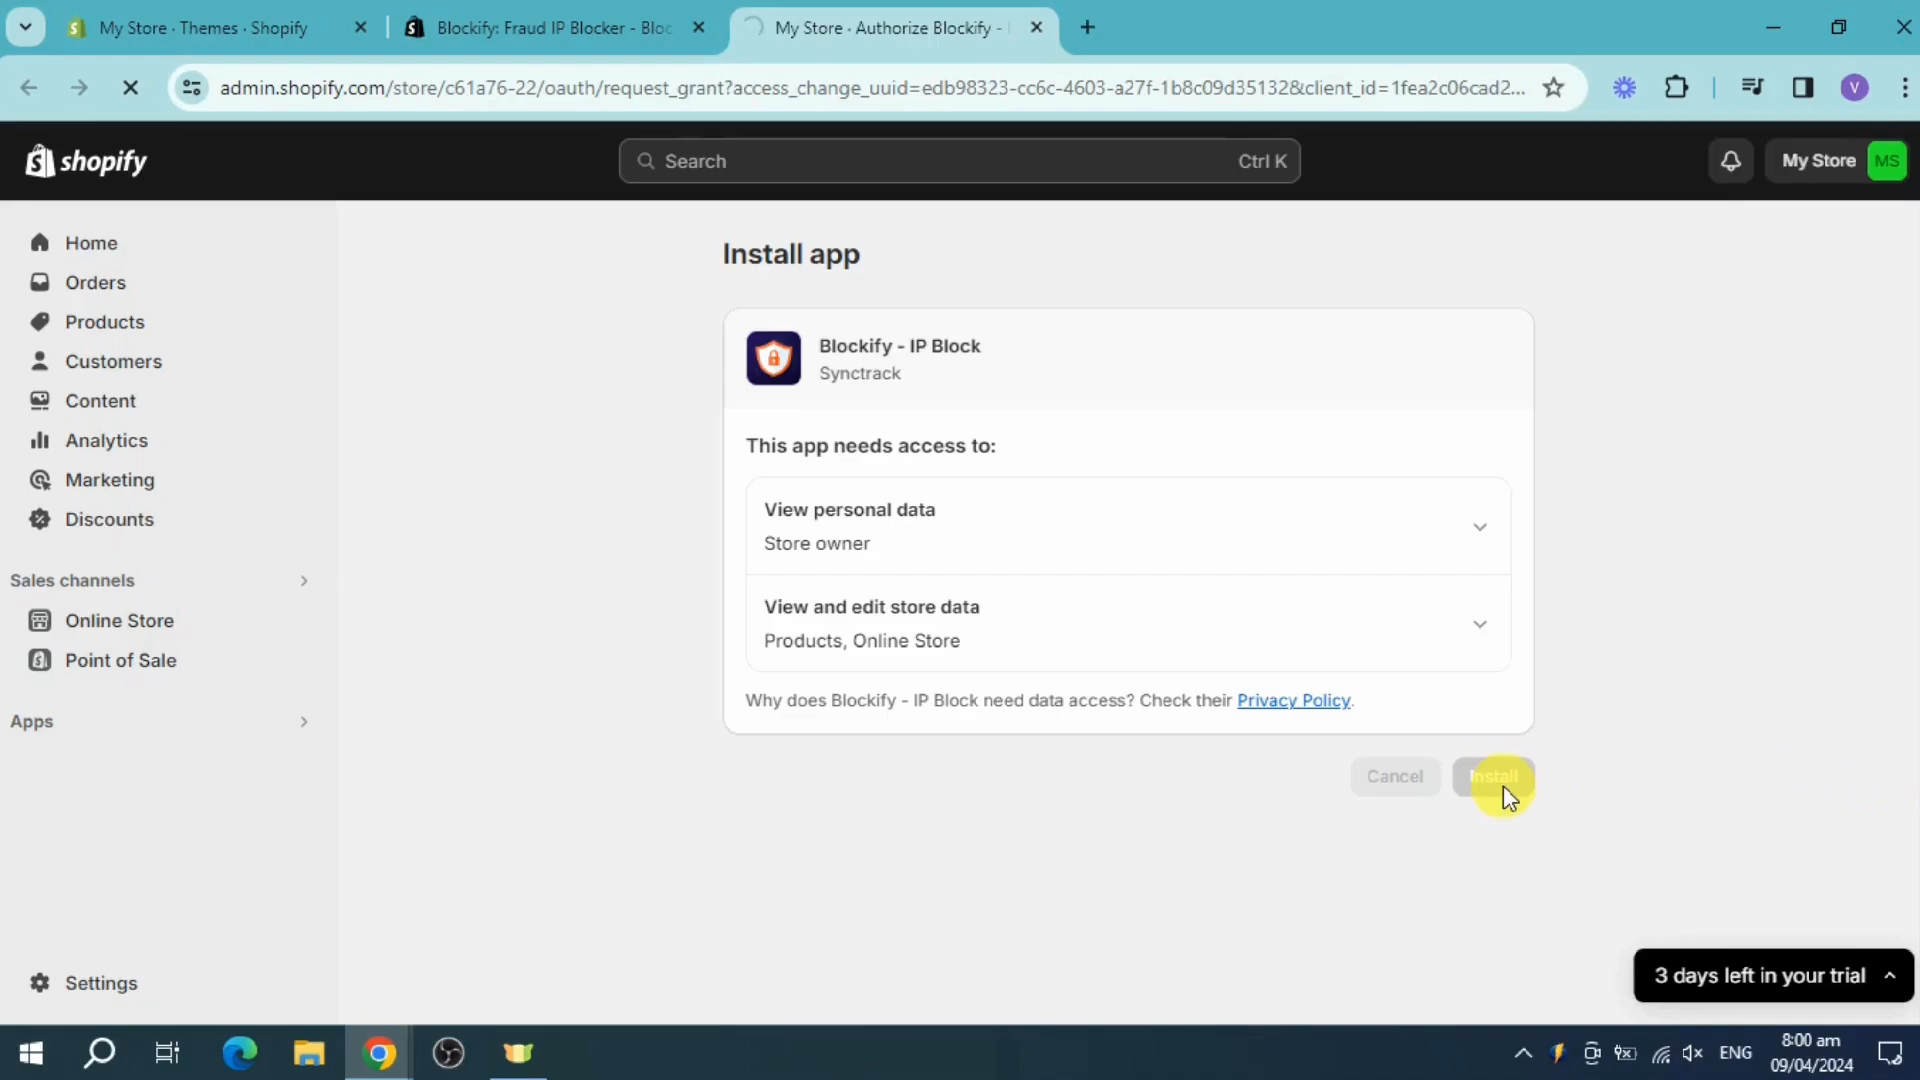 My Store · Themes · Shopify
Blockify: Fraud IP Blocker - Bloc
My Store · Authorize Blockify -
admin.shopify.com/store/c61a76-22/oauth/request_grant?access_change_uuid=edb98323-cc6c-4603-a27f-1b8c09d35132&client_id=1fea2c06cad2...
V
shopify
Search
Ctrl K
My Store
MS
Home
Orders
Products
Customers
Content
Analytics
Marketing
Discounts
Sales channels
Online Store
Point of Sale
Apps
Settings
Install app
Blockify - IP Block
Synctrack
This app needs access to:
View personal data
Store owner
View and edit store data
Products, Online Store
Why does Blockify - IP Block need data access? Check their Privacy Policy.
Cancel
Install
3 days left in your trial
ENG
8:00 am
09/04/2024